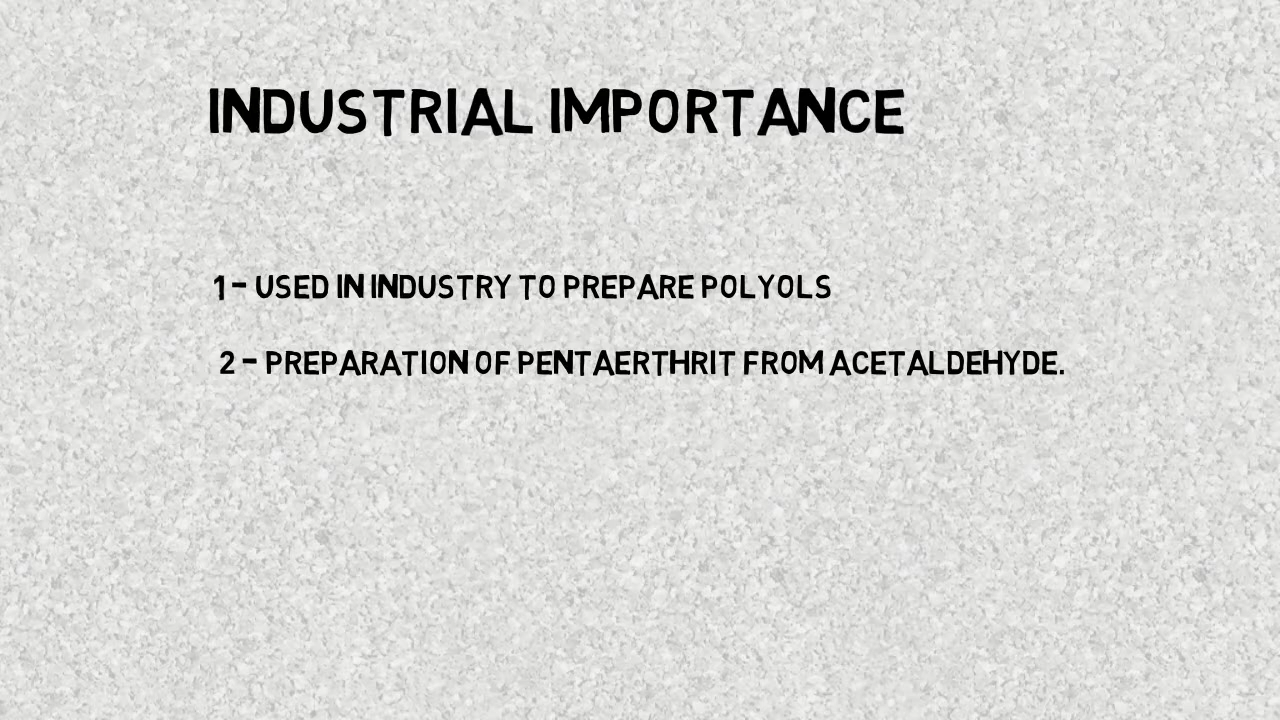 INDUSTRIAL IMPORTANCE
1 - USED IN INDUSTRY TO PREPARE POLYOLS
2 - PREPARATION OF PENTAERTHRIT FROM ACETALDEHYDE.